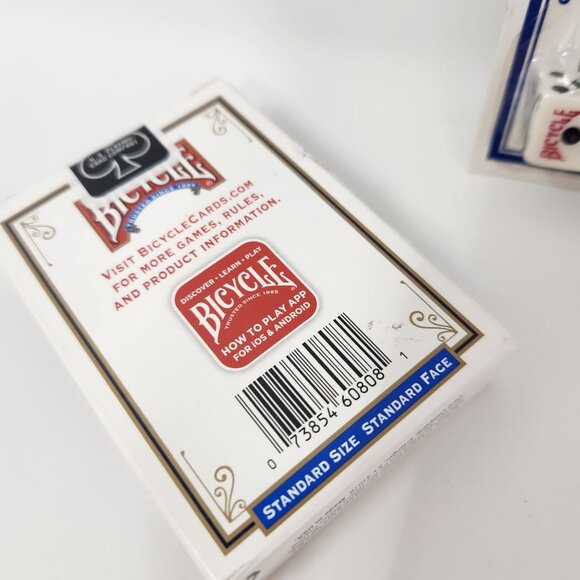 U.S. PLAYING
CARD COMPANY
BICYCLE
TRUSTED SINCE 1885
VISIT BICYCLECARDS.COM
FOR MORE GAMES, RULES,
AND PRODUCT INFORMATION.
DISCOVER • LEARN • PLAY
BICYCLE
TRUSTED SINCE 1885
HOW TO PLAY APP
FOR iOS & ANDROID
0 73854 60808 1
STANDARD SIZE STANDARD FACE
BICYCLE